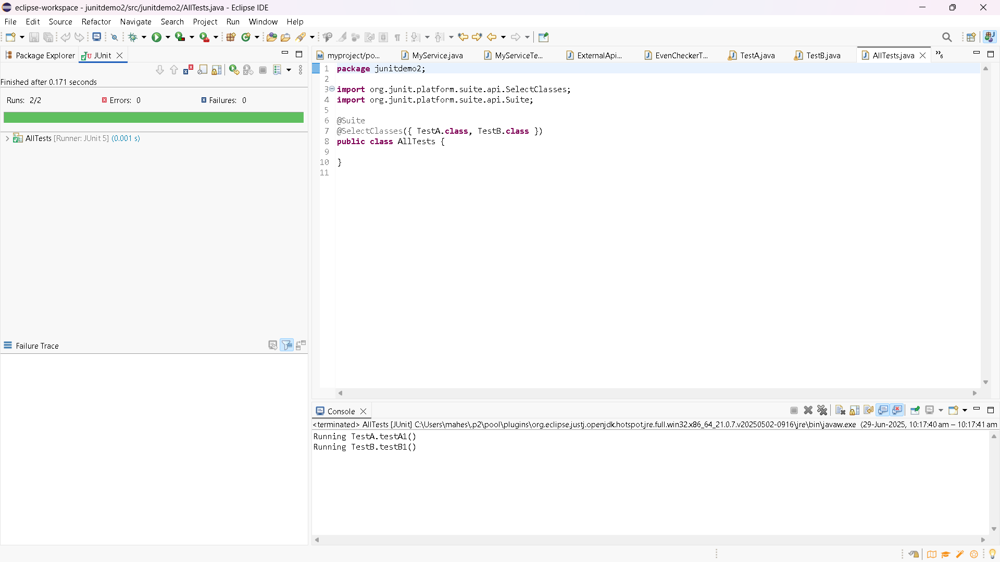 eclipse-workspace - junitdemo2/src/junitdemo2/AllTests.java - Eclipse IDE
File Edit Source Refactor Navigate Search Project Run Window Help
Package Explorer JUnit
Finished after 0.171 seconds
Runs: 2/2 Errors: 0 Failures: 0
AllTests [Runner: JUnit 5] (0.001 s)
Failure Trace
myproject/po... MyService.java MyServiceTe... ExternalApi... EvenCheckerT... TestA.java TestB.java AllTests.java »6
1 package junitdemo2;
2
3 import org.junit.platform.suite.api.SelectClasses;
4 import org.junit.platform.suite.api.Suite;
5
6 @Suite
7 @SelectClasses({ TestA.class, TestB.class })
8 public class AllTests {
9
10 }
11
Console
<terminated> AllTests [JUnit] C:\Users\mahes\.p2\pool\plugins\org.eclipse.justj.openjdk.hotspot.jre.full.win32.x86_64_21.0.7.v20250502-0916\jre\bin\javaw.exe (29-Jun-2025, 10:17:40 am – 10:17:41 am
Running TestA.testA1()
Running TestB.testB1()